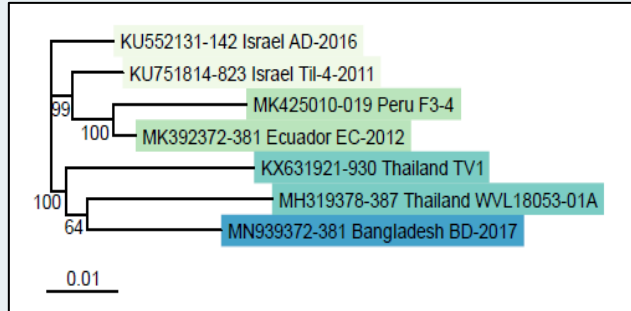 KU552131-142 Israel AD-2016
KU751814-823 Israel Til-4-2011
99
MK425010-019 Peru F3-4
100
MK392372-381 Ecuador EC-2012
KX631921-930 Thailand TV1
100
MH319378-387 Thailand WVL18053-01A
64
MN939372-381 Bangladesh BD-2017
0.01